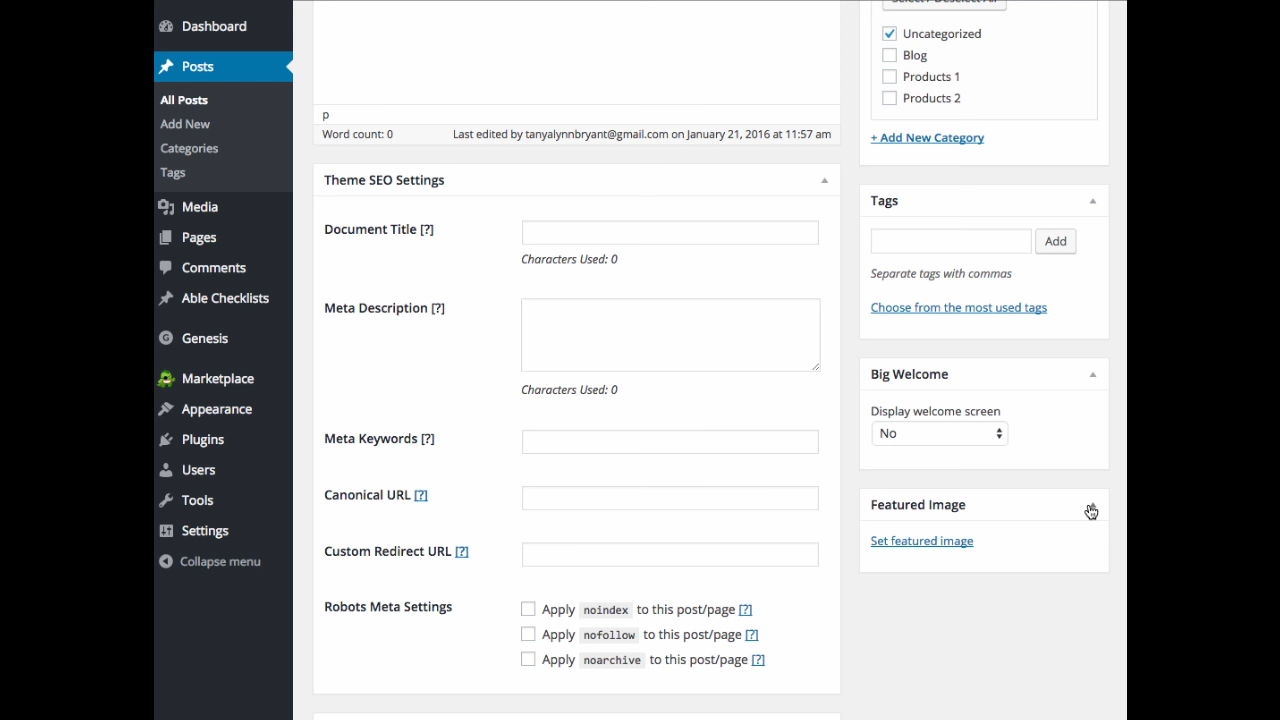 Dashboard
Posts
All Posts
Add New
Categories
Tags
Media
Pages
Comments
Able Checklists
Genesis
Marketplace
Appearance
Plugins
Users
Tools
Settings
Collapse menu
p
Word count: 0
Last edited by tanyalynnbryant@gmail.com on January 21, 2016 at 11:57 am
Theme SEO Settings
Document Title [?]
Characters Used: 0
Meta Description [?]
Characters Used: 0
Meta Keywords [?]
Canonical URL [?]
Custom Redirect URL [?]
Robots Meta Settings
Apply noindex to this post/page [?]
Apply nofollow to this post/page [?]
Apply noarchive to this post/page [?]
Select / Deselect All
Uncategorized
Blog
Products 1
Products 2
+ Add New Category
Tags
Add
Separate tags with commas
Choose from the most used tags
Big Welcome
Display welcome screen
No
Featured Image
Set featured image